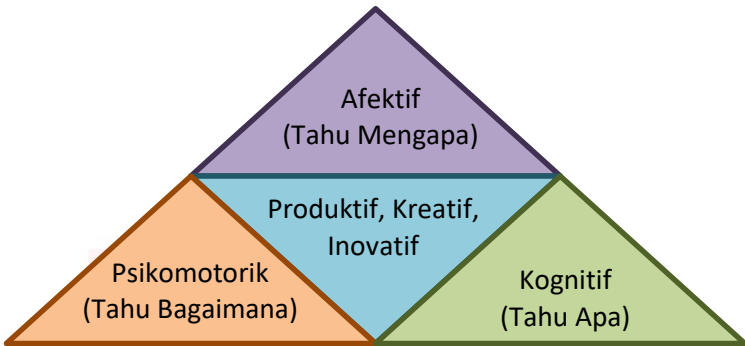 Afektif
(Tahu Mengapa)
Produktif, Kreatif,
Inovatif
Psikomotorik
(Tahu Bagaimana)
Kognitif
(Tahu Apa)